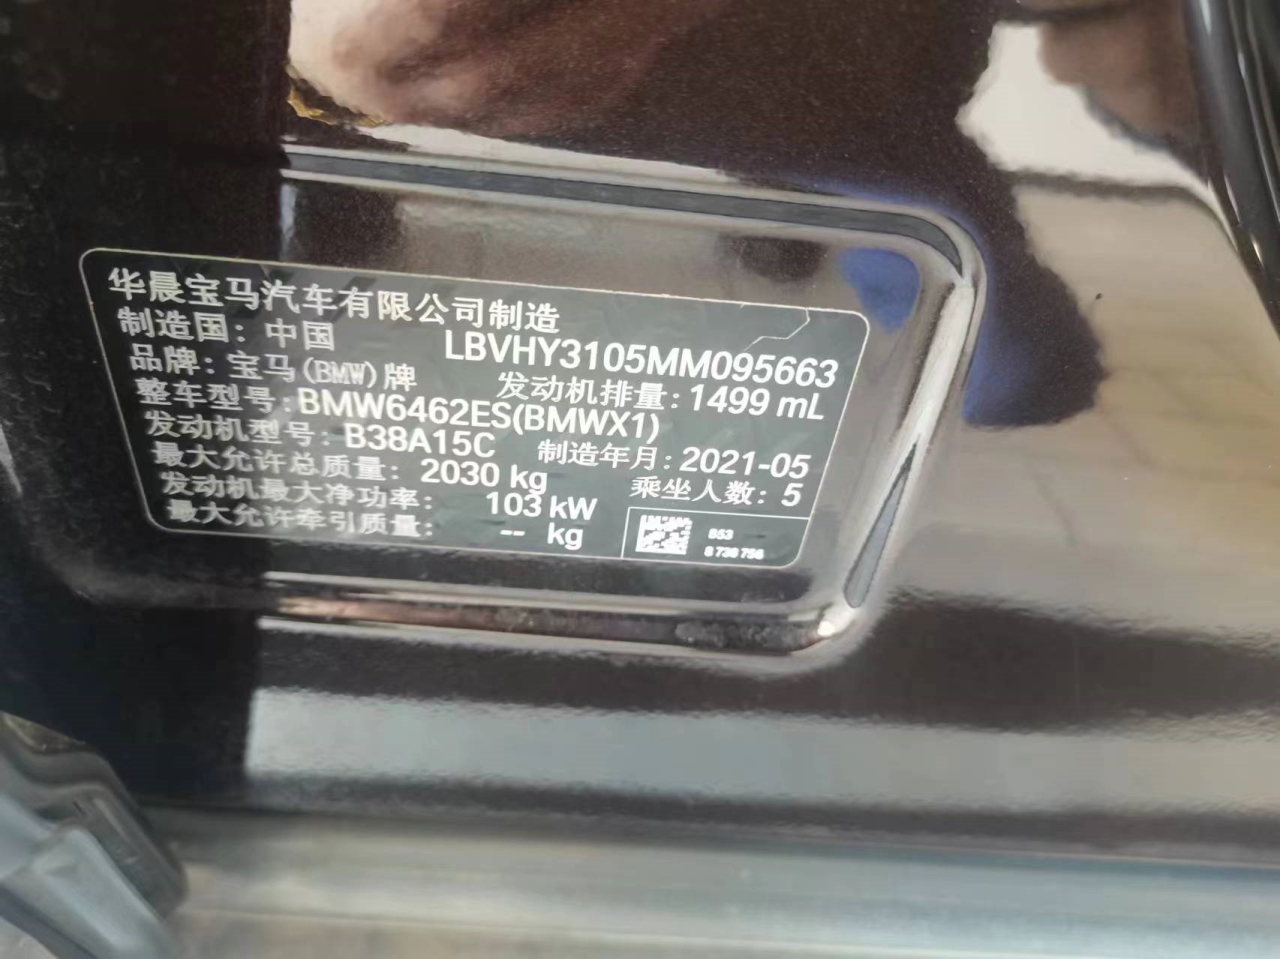 华晨宝马汽车有限公司制造
制造国：中国 LBVHY3105MM095663
品牌：宝马(BMW)牌 发动机排量：1499 mL
整车型号：BMW6462ES(BMWX1)
发动机型号：B38A15C 制造年月：2021-05
最大允许总质量：2030 kg 乘坐人数：5
发动机最大净功率：103 kW
最大允许牵引质量：-- kg
853
8 738 756